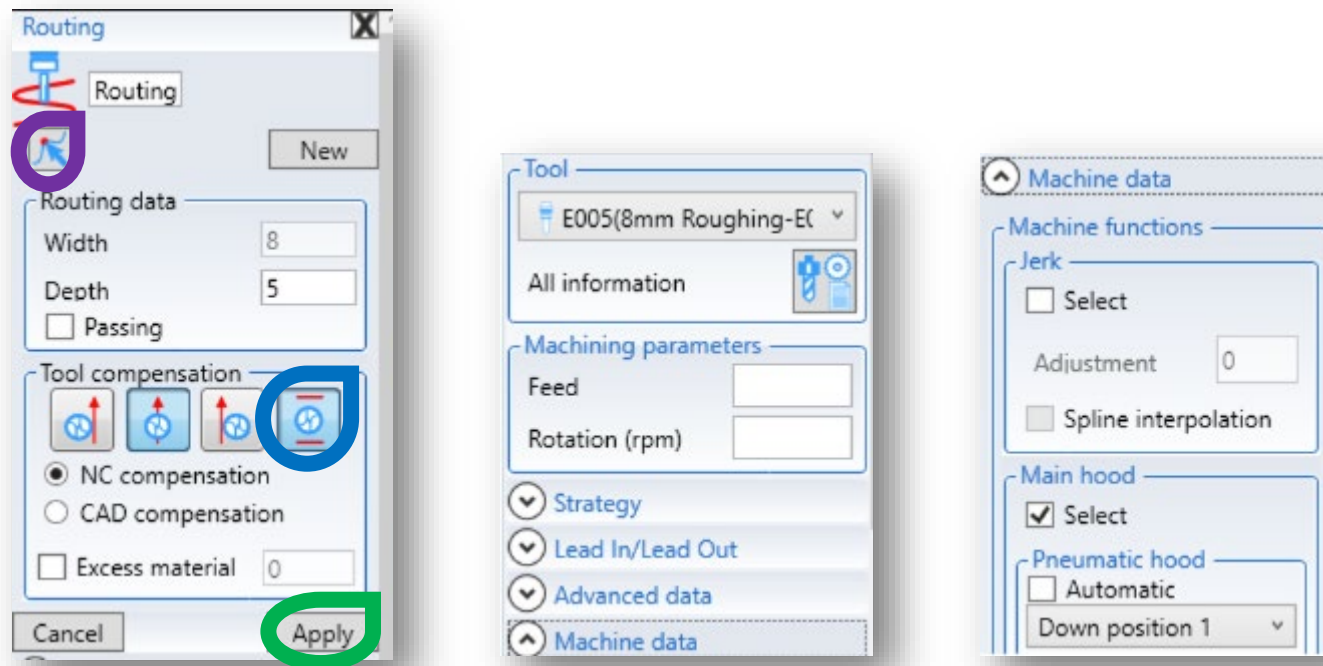 Routing
Routing
New
Routing data
Width 8
Depth 5
Passing
Tool compensation
NC compensation
CAD compensation
Excess material 0
Cancel Apply
Tool
E005(8mm Roughing-E(
All information
Machining parameters
Feed
Rotation (rpm)
Strategy
Lead In/Lead Out
Advanced data
Machine data
Machine data
Machine functions
Jerk
Select
Adjustment 0
Spline interpolation
Main hood
Select
Pneumatic hood
Automatic
Down position 1